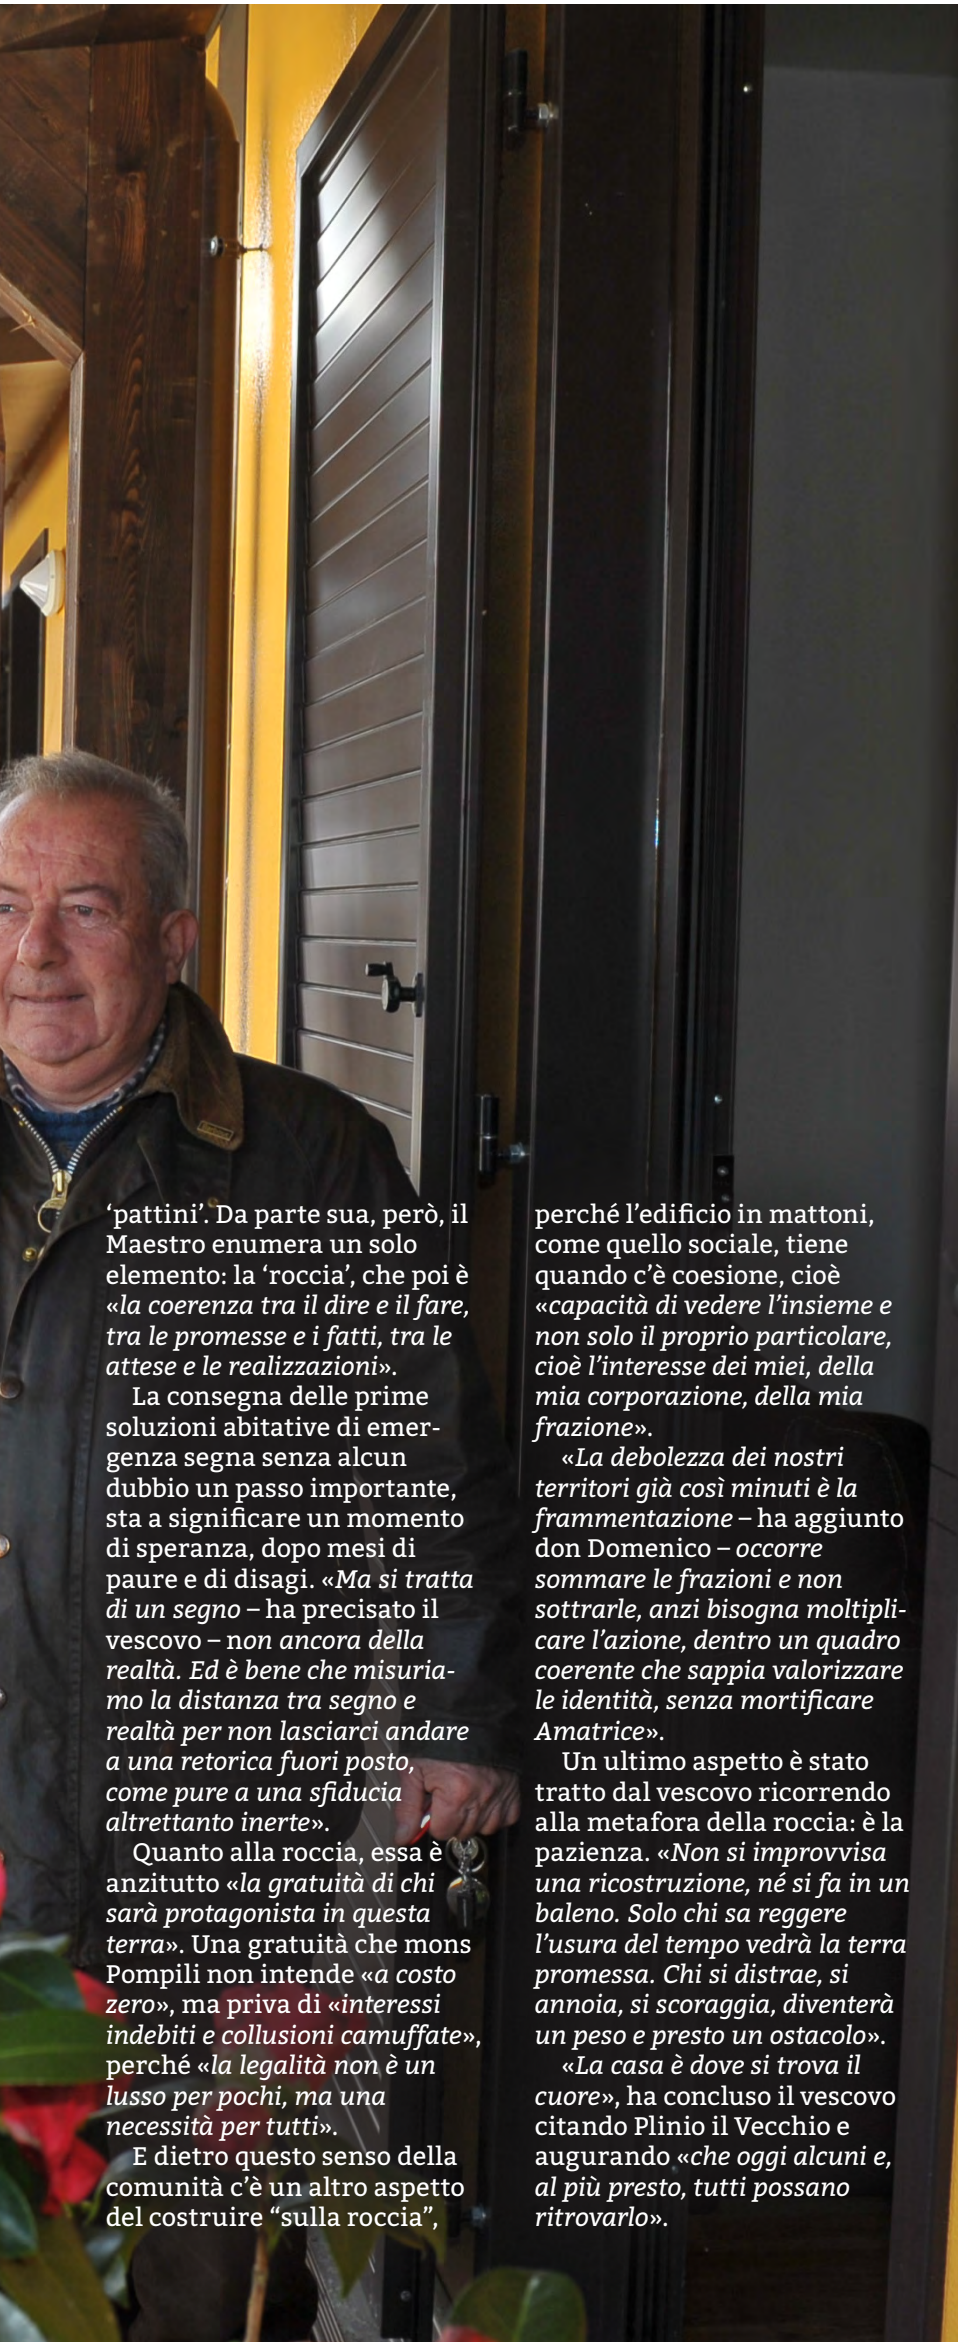 ‘pattini’. Da parte sua, però, il
Maestro enumera un solo
elemento: la ‘roccia’, che poi è
«la coerenza tra il dire e il fare,
tra le promesse e i fatti, tra le
attese e le realizzazioni».
La consegna delle prime
soluzioni abitative di emer-
genza segna senza alcun
dubbio un passo importante,
sta a significare un momento
di speranza, dopo mesi di
paure e di disagi. «Ma si tratta
di un segno – ha precisato il
vescovo – non ancora della
realtà. Ed è bene che misuria-
mo la distanza tra segno e
realtà per non lasciarci andare
a una retorica fuori posto,
come pure a una sfiducia
altrettanto inerte».
Quanto alla roccia, essa è
anzitutto «la gratuità di chi
sarà protagonista in questa
terra». Una gratuità che mons
Pompili non intende «a costo
zero», ma priva di «interessi
indebiti e collusioni camuffate»,
perché «la legalità non è un
lusso per pochi, ma una
necessità per tutti».
E dietro questo senso della
comunità c’è un altro aspetto
del costruire “sulla roccia”,
perché l’edificio in mattoni,
come quello sociale, tiene
quando c’è coesione, cioè
«capacità di vedere l’insieme e
non solo il proprio particolare,
cioè l’interesse dei miei, della
mia corporazione, della mia
frazione».
«La debolezza dei nostri
territori già così minuti è la
frammentazione – ha aggiunto
don Domenico – occorre
sommare le frazioni e non
sottrarle, anzi bisogna moltipli-
care l’azione, dentro un quadro
coerente che sappia valorizzare
le identità, senza mortificare
Amatrice».
Un ultimo aspetto è stato
tratto dal vescovo ricorrendo
alla metafora della roccia: è la
pazienza. «Non si improvvisa
una ricostruzione, né si fa in un
baleno. Solo chi sa reggere
l’usura del tempo vedrà la terra
promessa. Chi si distrae, si
annoia, si scoraggia, diventerà
un peso e presto un ostacolo».
«La casa è dove si trova il
cuore», ha concluso il vescovo
citando Plinio il Vecchio e
augurando «che oggi alcuni e,
al più presto, tutti possano
ritrovarlo».